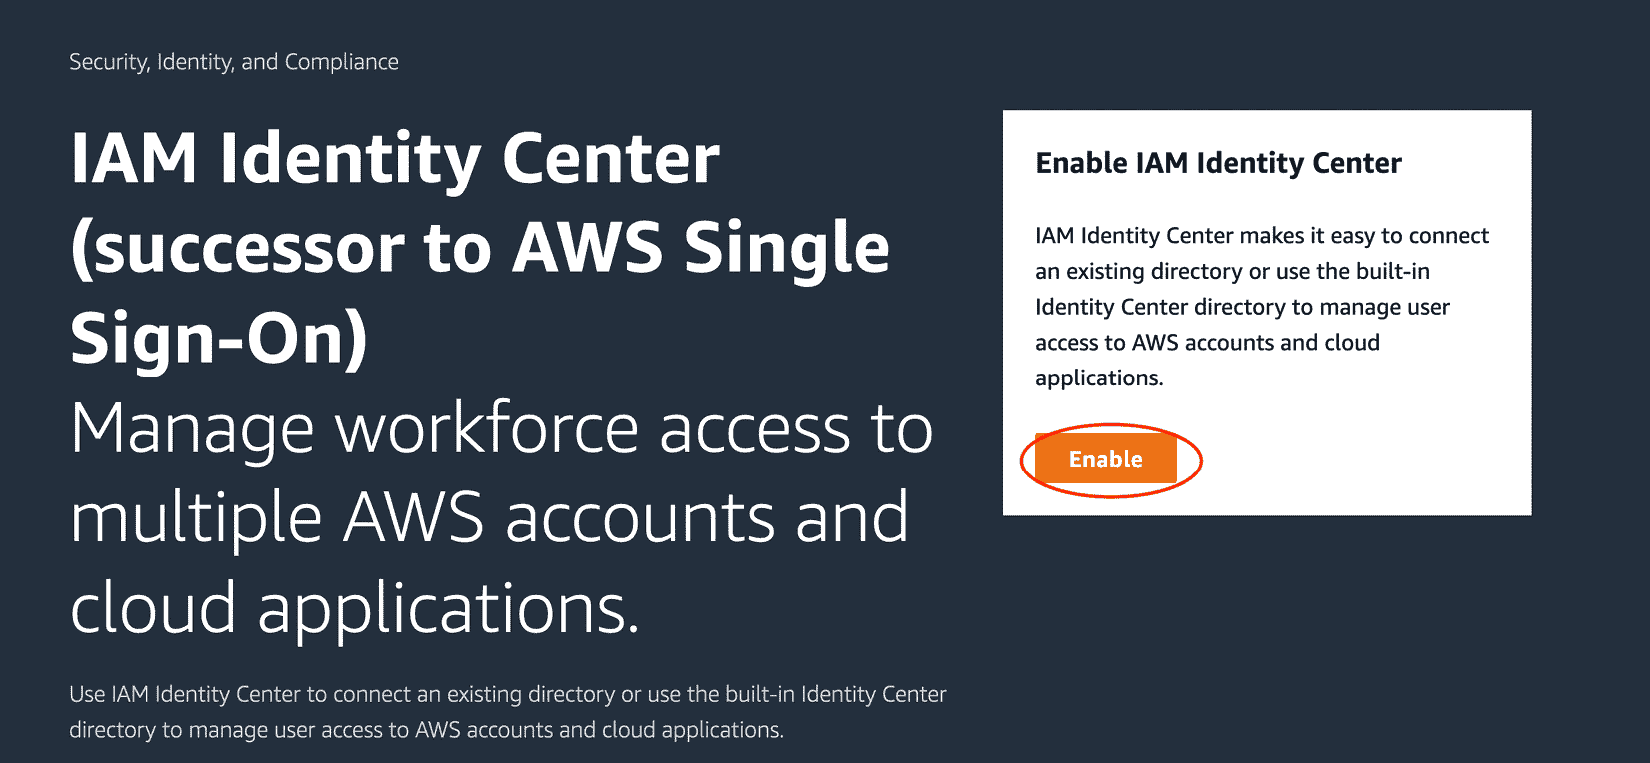 Security, Identity, and Compliance
IAM Identity Center
(successor to AWS Single
Sign-On)
Manage workforce access to
multiple AWS accounts and
cloud applications.
Use IAM Identity Center to connect an existing directory or use the built-in Identity Center
directory to manage user access to AWS accounts and cloud applications.
Enable IAM Identity Center
IAM Identity Center makes it easy to connect
an existing directory or use the built-in
Identity Center directory to manage user
access to AWS accounts and cloud
applications.
Enable